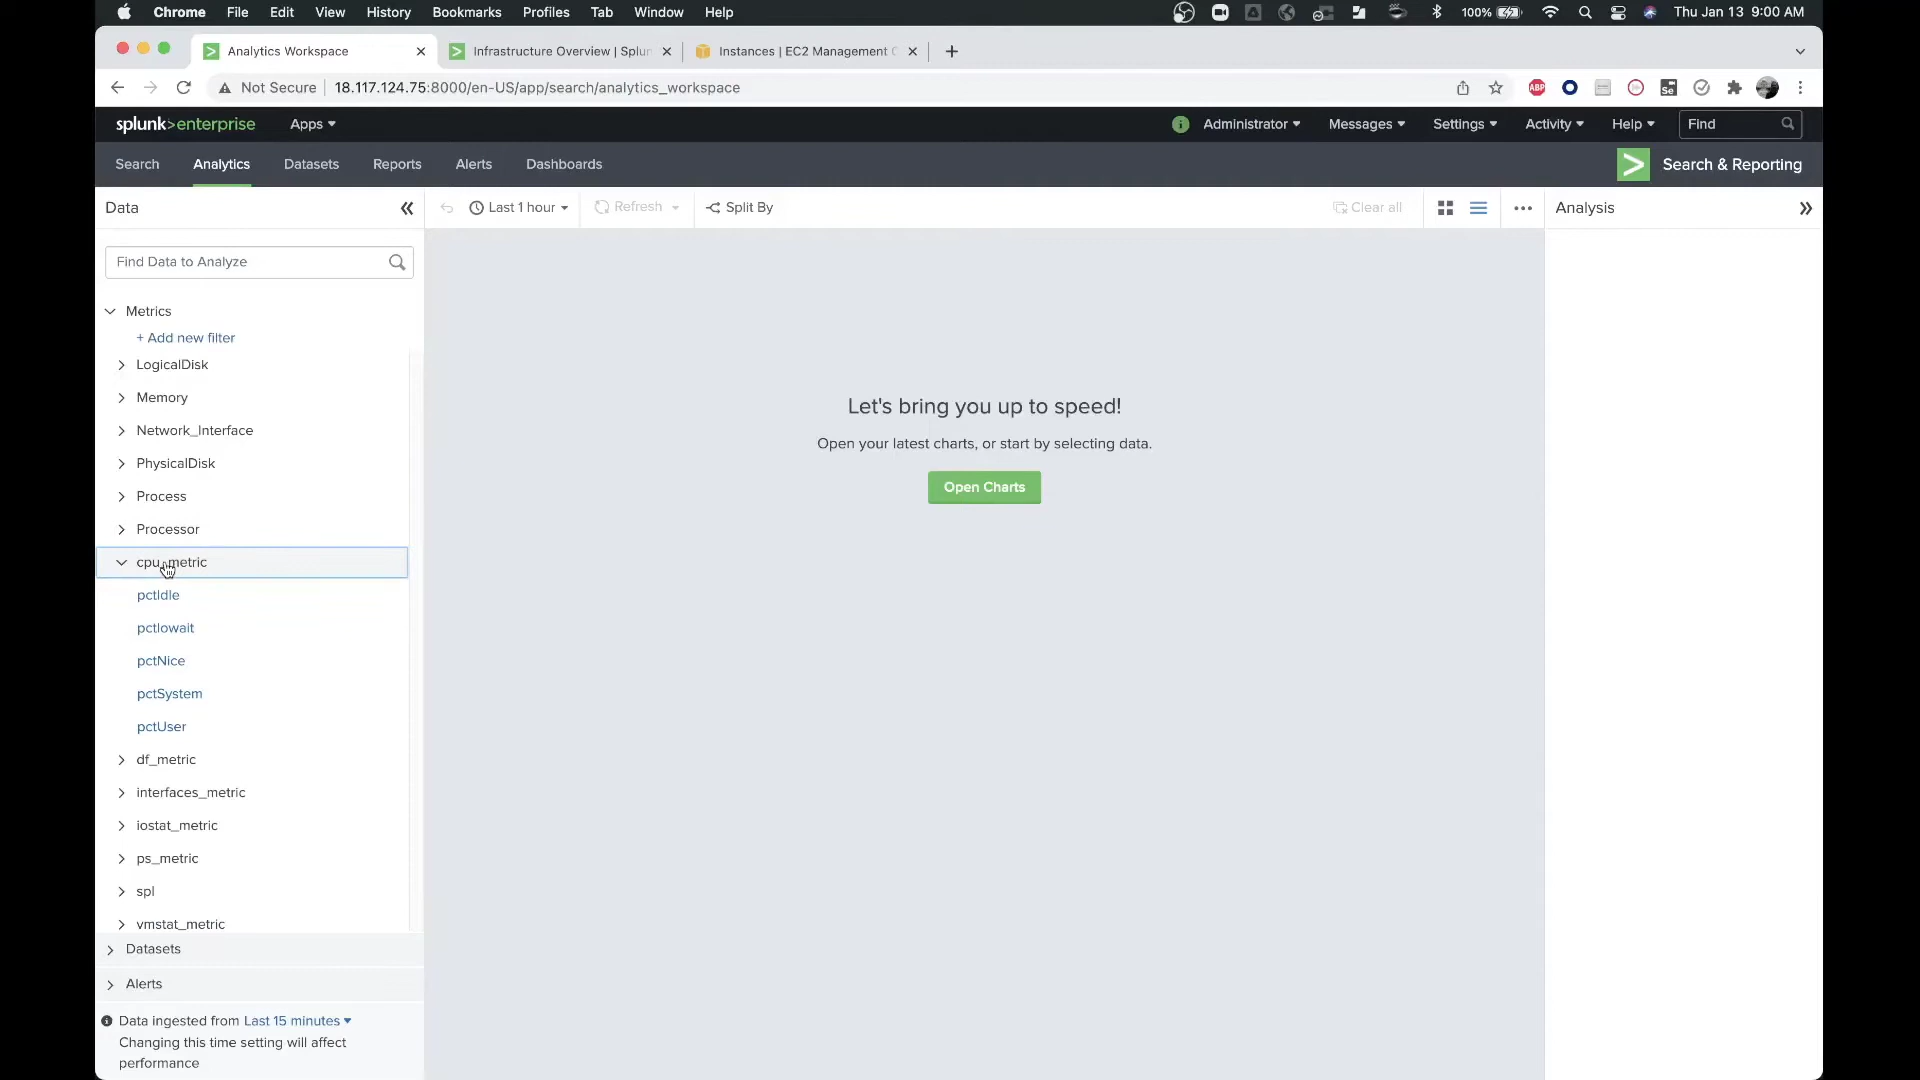 Chrome File Edit View History Bookmarks Profiles Tab Window Help 100% Thu Jan 13 9:00 AM
Analytics Workspace Infrastructure Overview | Splun Instances | EC2 Management C
Not Secure 18.117.124.75:8000/en-US/app/search/analytics_workspace ABP Se
splunk>enterprise Apps i Administrator Messages Settings Activity Help Find
Search Analytics Datasets Reports Alerts Dashboards Search & Reporting
Data Last 1 hour Refresh Split By Clear all Analysis
Find Data to Analyze
Metrics
+ Add new filter
LogicalDisk
Memory
Network_Interface
PhysicalDisk
Process
Processor
cpu_metric
pctIdle
pctIowait
pctNice
pctSystem
pctUser
df_metric
interfaces_metric
iostat_metric
ps_metric
spl
vmstat_metric
Datasets
Alerts
Data ingested from Last 15 minutes
Changing this time setting will affect
performance
Let's bring you up to speed!
Open your latest charts, or start by selecting data.
Open Charts